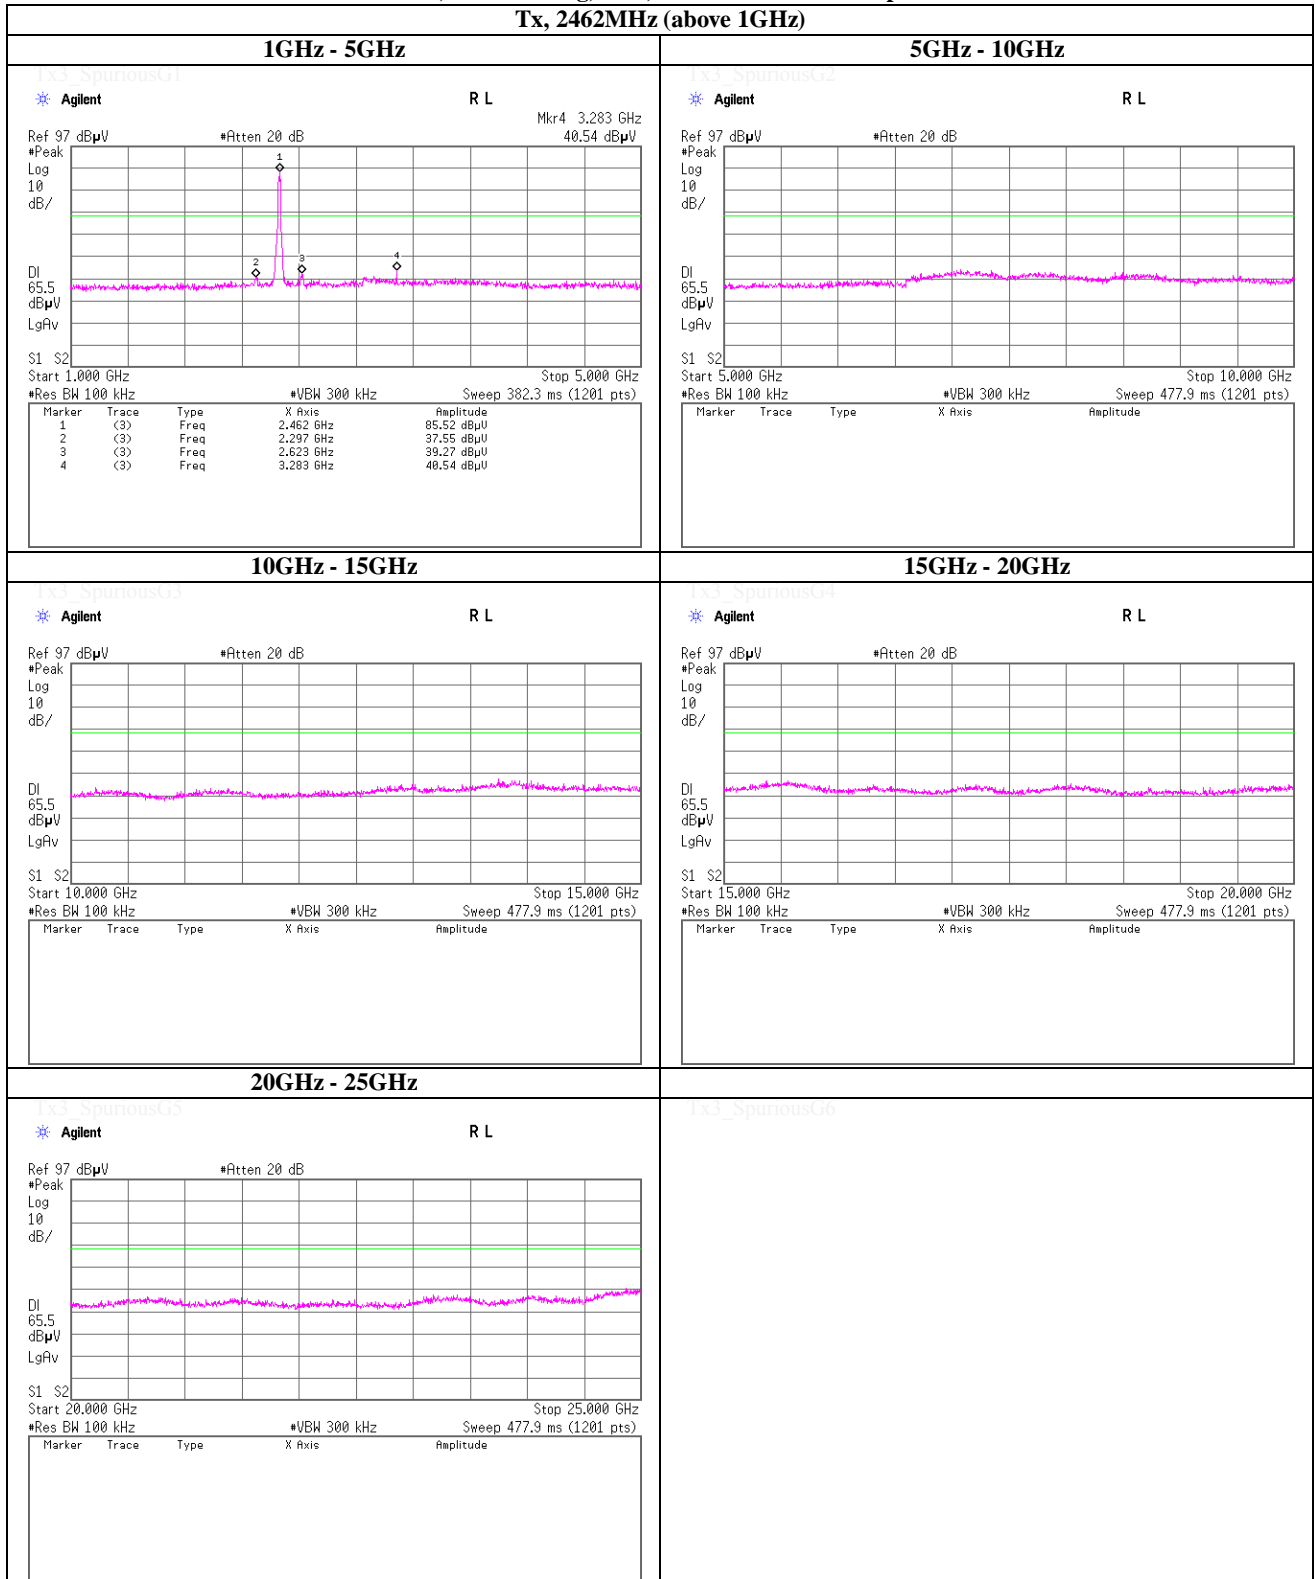 Tx, 2462MHz (above 1GHz)
1GHz - 5GHz
5GHz - 10GHz
Tx3_SpuriousG1
Agilent
R L
Mkr4 3.283 GHz
Ref 97 dBµV
#Atten 20 dB
40.54 dBµV
#Peak
Log
10
dB/
1
2
3
4
DI
65.5
dBµV
LgAv
S1 S2
Start 1.000 GHz
Stop 5.000 GHz
#Res BW 100 kHz
#VBW 300 kHz
Sweep 382.3 ms (1201 pts)
Marker Trace Type X Axis Amplitude
1 (3) Freq 2.462 GHz 85.52 dBµV
2 (3) Freq 2.297 GHz 37.55 dBµV
3 (3) Freq 2.623 GHz 39.27 dBµV
4 (3) Freq 3.283 GHz 40.54 dBµV
Tx3_SpuriousG2
Agilent
R L
Ref 97 dBµV
#Atten 20 dB
#Peak
Log
10
dB/
DI
65.5
dBµV
LgAv
S1 S2
Start 5.000 GHz
Stop 10.000 GHz
#Res BW 100 kHz
#VBW 300 kHz
Sweep 477.9 ms (1201 pts)
Marker Trace Type X Axis Amplitude
10GHz - 15GHz
15GHz - 20GHz
Tx3_SpuriousG3
Agilent
R L
Ref 97 dBµV
#Atten 20 dB
#Peak
Log
10
dB/
DI
65.5
dBµV
LgAv
S1 S2
Start 10.000 GHz
Stop 15.000 GHz
#Res BW 100 kHz
#VBW 300 kHz
Sweep 477.9 ms (1201 pts)
Marker Trace Type X Axis Amplitude
Tx3_SpuriousG4
Agilent
R L
Ref 97 dBµV
#Atten 20 dB
#Peak
Log
10
dB/
DI
65.5
dBµV
LgAv
S1 S2
Start 15.000 GHz
Stop 20.000 GHz
#Res BW 100 kHz
#VBW 300 kHz
Sweep 477.9 ms (1201 pts)
Marker Trace Type X Axis Amplitude
20GHz - 25GHz
Tx3_SpuriousG5
Agilent
R L
Ref 97 dBµV
#Atten 20 dB
#Peak
Log
10
dB/
DI
65.5
dBµV
LgAv
S1 S2
Start 20.000 GHz
Stop 25.000 GHz
#Res BW 100 kHz
#VBW 300 kHz
Sweep 477.9 ms (1201 pts)
Marker Trace Type X Axis Amplitude
Tx3_SpuriousG6